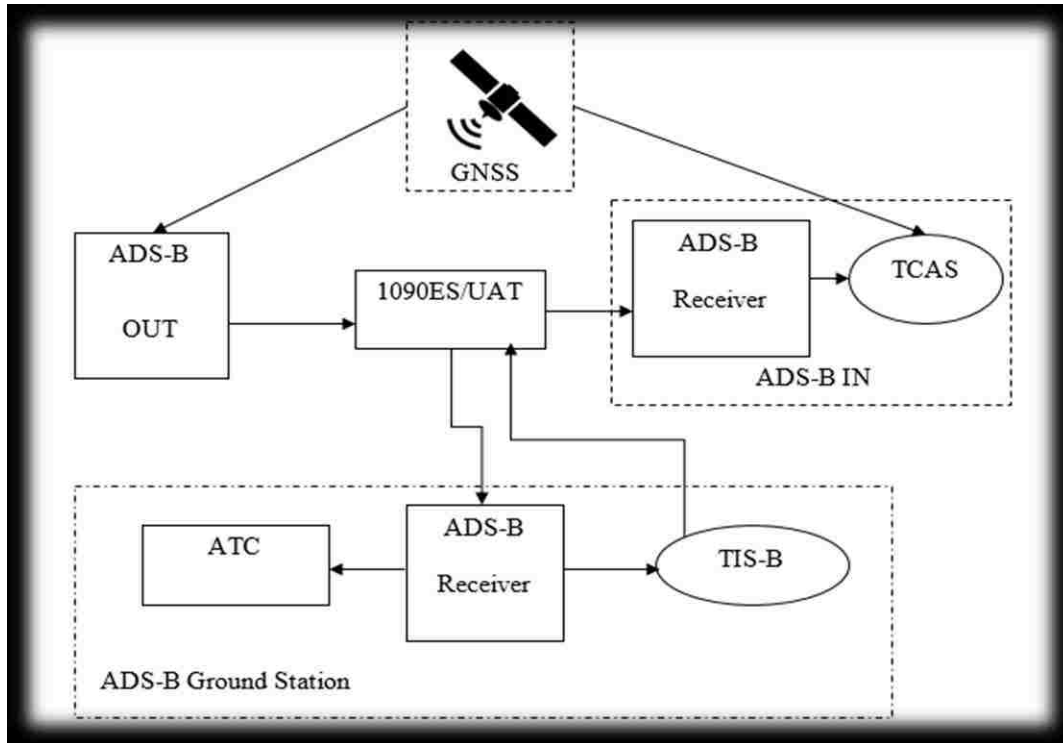 GNSS
ADS-B
OUT
1090ES/UAT
ADS-B
Receiver
TCAS
ADS-B IN
ATC
ADS-B
Receiver
TIS-B
ADS-B Ground Station